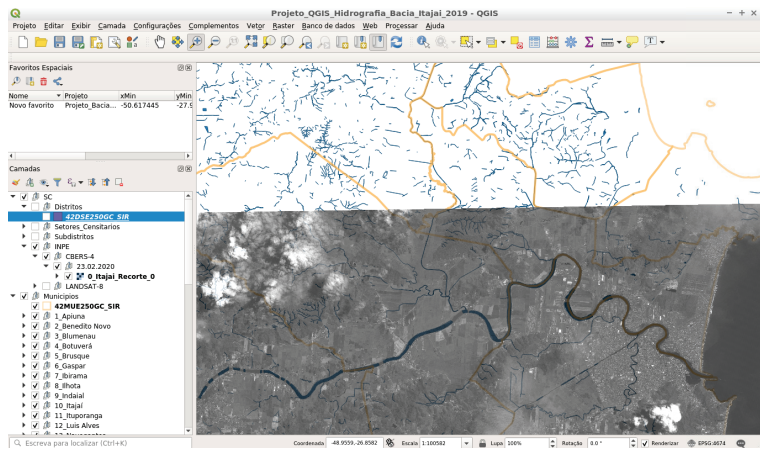 Projeto_QGIS_Hidrografia_Bacia_Itajai_2019 - QGIS
Projeto Editar Exibir Camada Configurações Complementos Vetor Raster Banco de dados Web Processar Ajuda
Favoritos Espaciais
Nome Projeto xMin yMin
Novo favorito Projeto_Bacia... -50.617445 -27.9
Camadas
SC
Distritos
42DSE250GC_SIR
Setores_Censitarios
Subdistritos
INPE
CBERS-4
23.02.2020
0_Itajai_Recorte_0
LANDSAT-8
Municipios
42MUE250GC_SIR
1_Apiuna
2_Benedito Novo
3_Blumenau
4_Botuverá
5_Brusque
6_Gaspar
7_Ibirama
8_Ilhota
9_Indaial
10_Itajaí
11_Ituporanga
12_Luis Alves
Escreva para localizar (Ctrl+K) Coordenada -48.9559,-26.8582 Escala 1:100582 Lupa 100% Rotação 0.0 ° Renderizar EPSG:4674